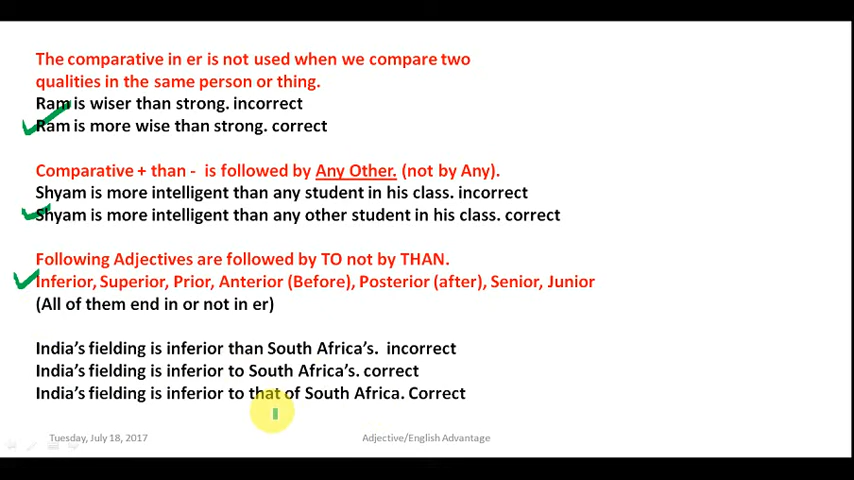 The comparative in er is not used when we compare two
qualities in the same person or thing.
Ram is wiser than strong. incorrect
Ram is more wise than strong. correct
Comparative + than - is followed by Any Other. (not by Any).
Shyam is more intelligent than any student in his class. incorrect
Shyam is more intelligent than any other student in his class. correct
Following Adjectives are followed by TO not by THAN.
Inferior, Superior, Prior, Anterior (Before), Posterior (after), Senior, Junior
(All of them end in or not in er)
India's fielding is inferior than South Africa's. incorrect
India's fielding is inferior to South Africa's. correct
India's fielding is inferior to that of South Africa. Correct
Tuesday, July 18, 2017 Adjective/English Advantage